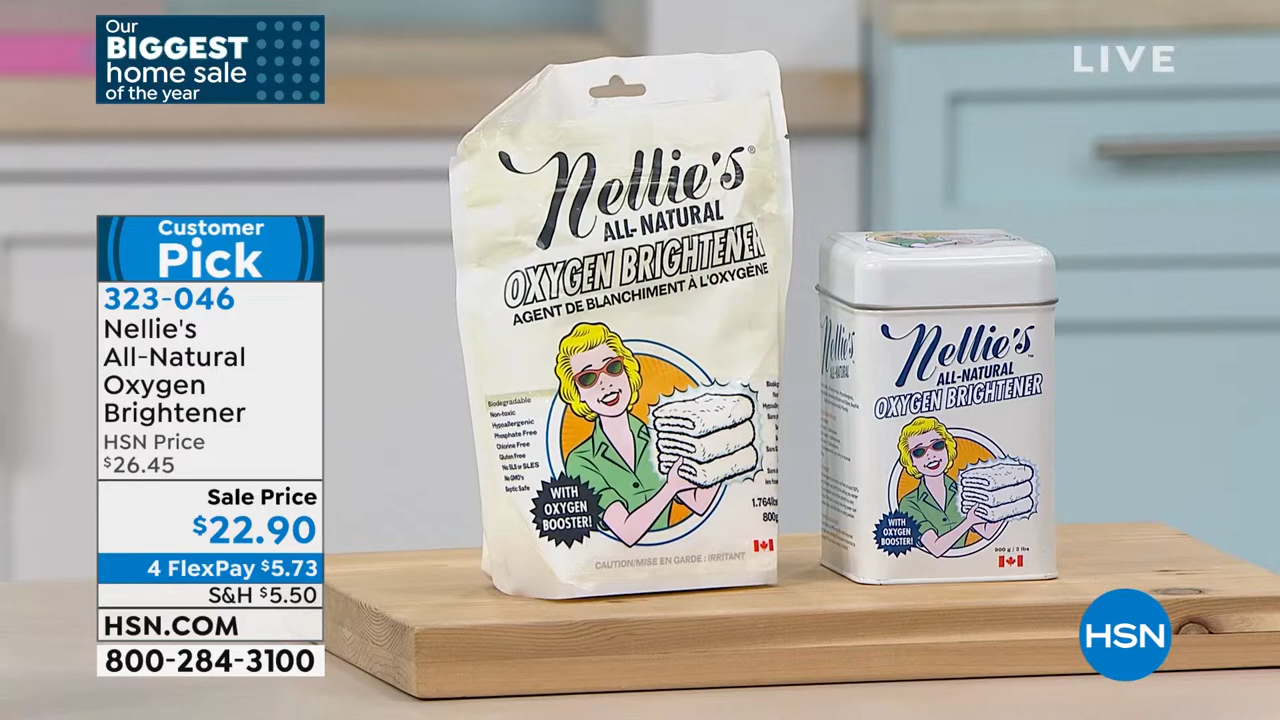 Our
BIGGEST
home sale
of the year
LIVE
Customer
Pick
323-046
Nellie's
All-Natural
Oxygen
Brightener
HSN Price
$26.45
Sale Price
$22.90
4 FlexPay $5.73
S&H $5.50
HSN.COM
800-284-3100
Nellie's®
ALL-NATURAL
OXYGEN BRIGHTENER
AGENT DE BLANCHIMENT À L'OXYGÈNE
Biodegradable
Non-toxic
Hypoallergenic
Phosphate Free
Chlorine Free
Gluten Free
No SLS or SLES
No GMO's
Septic Safe
WITH
OXYGEN
BOOSTER!
1.764lb
800g
CAUTION/MISE EN GARDE : IRRITANT
Nellie's™
ALL-NATURAL
OXYGEN BRIGHTENER
WITH
OXYGEN
BOOSTER!
900 g / 2 lbs
Nellie's
ALL-NATURAL
HSN